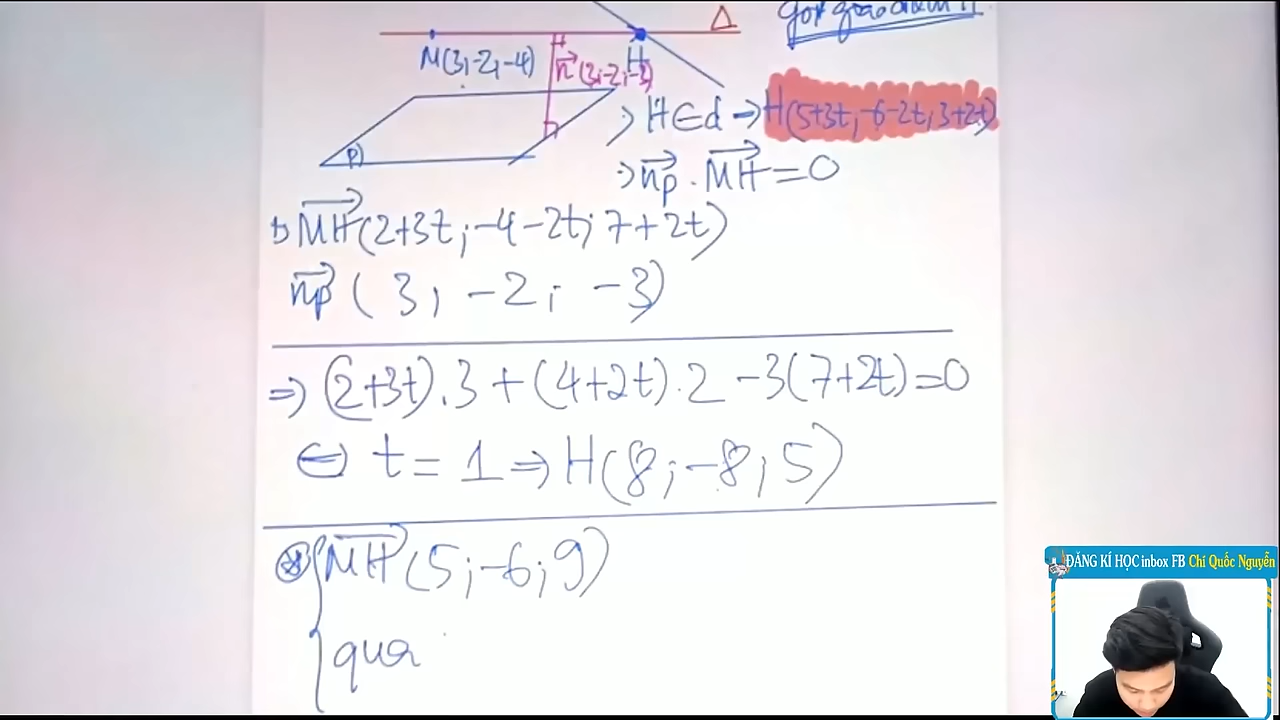 Δ
M(3;-2;-4) H
n⃗(3;-2;-3)
H∈d → H(5+3t; -6-2t; 3+2t)
P)
n⃗p . MH⃗ = 0
MH⃗(2+3t; -4-2t; 7+2t)
n⃗p (3; -2; -3)
⇒ (2+3t).3 + (4+2t).2 -3(7+2t)=0
⇔ t = 1 ⇒ H(8; -8; 5)
MH⃗(5; -6; 9)
qua
ĐĂNG KÍ HỌC inbox FB Chí Quốc Nguyễn